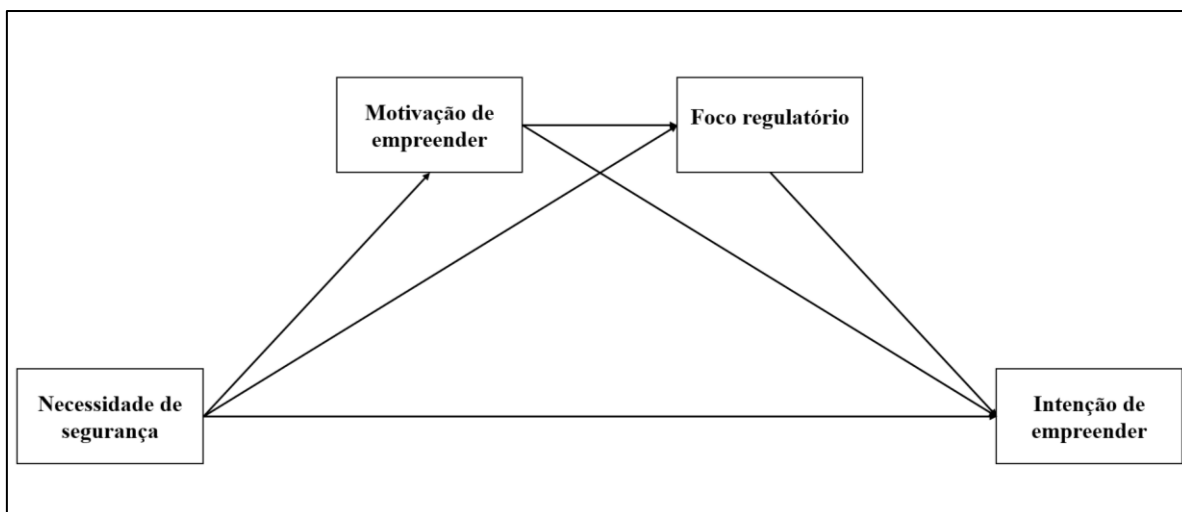 Motivação de
empreender
Foco regulatório
Necessidade de
segurança
Intenção de
empreender